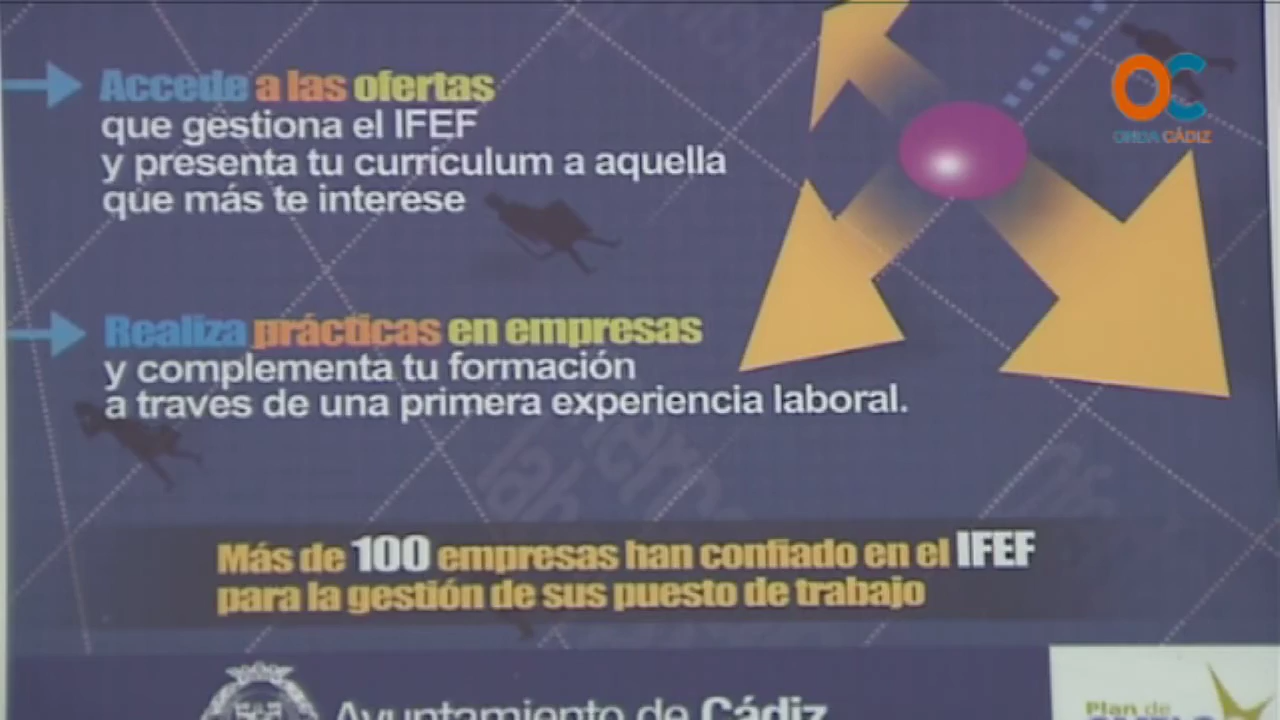 Accede a las ofertas
que gestiona el IFEF
y presenta tu currículum a aquella
que más te interese
Realiza prácticas en empresas
y complementa tu formación
a traves de una primera experiencia laboral.
Más de 100 empresas han confiado en el IFEF
para la gestión de sus puesto de trabajo
Ayuntamiento de Cádiz
Plan de
OC
ONDA CÁDIZ